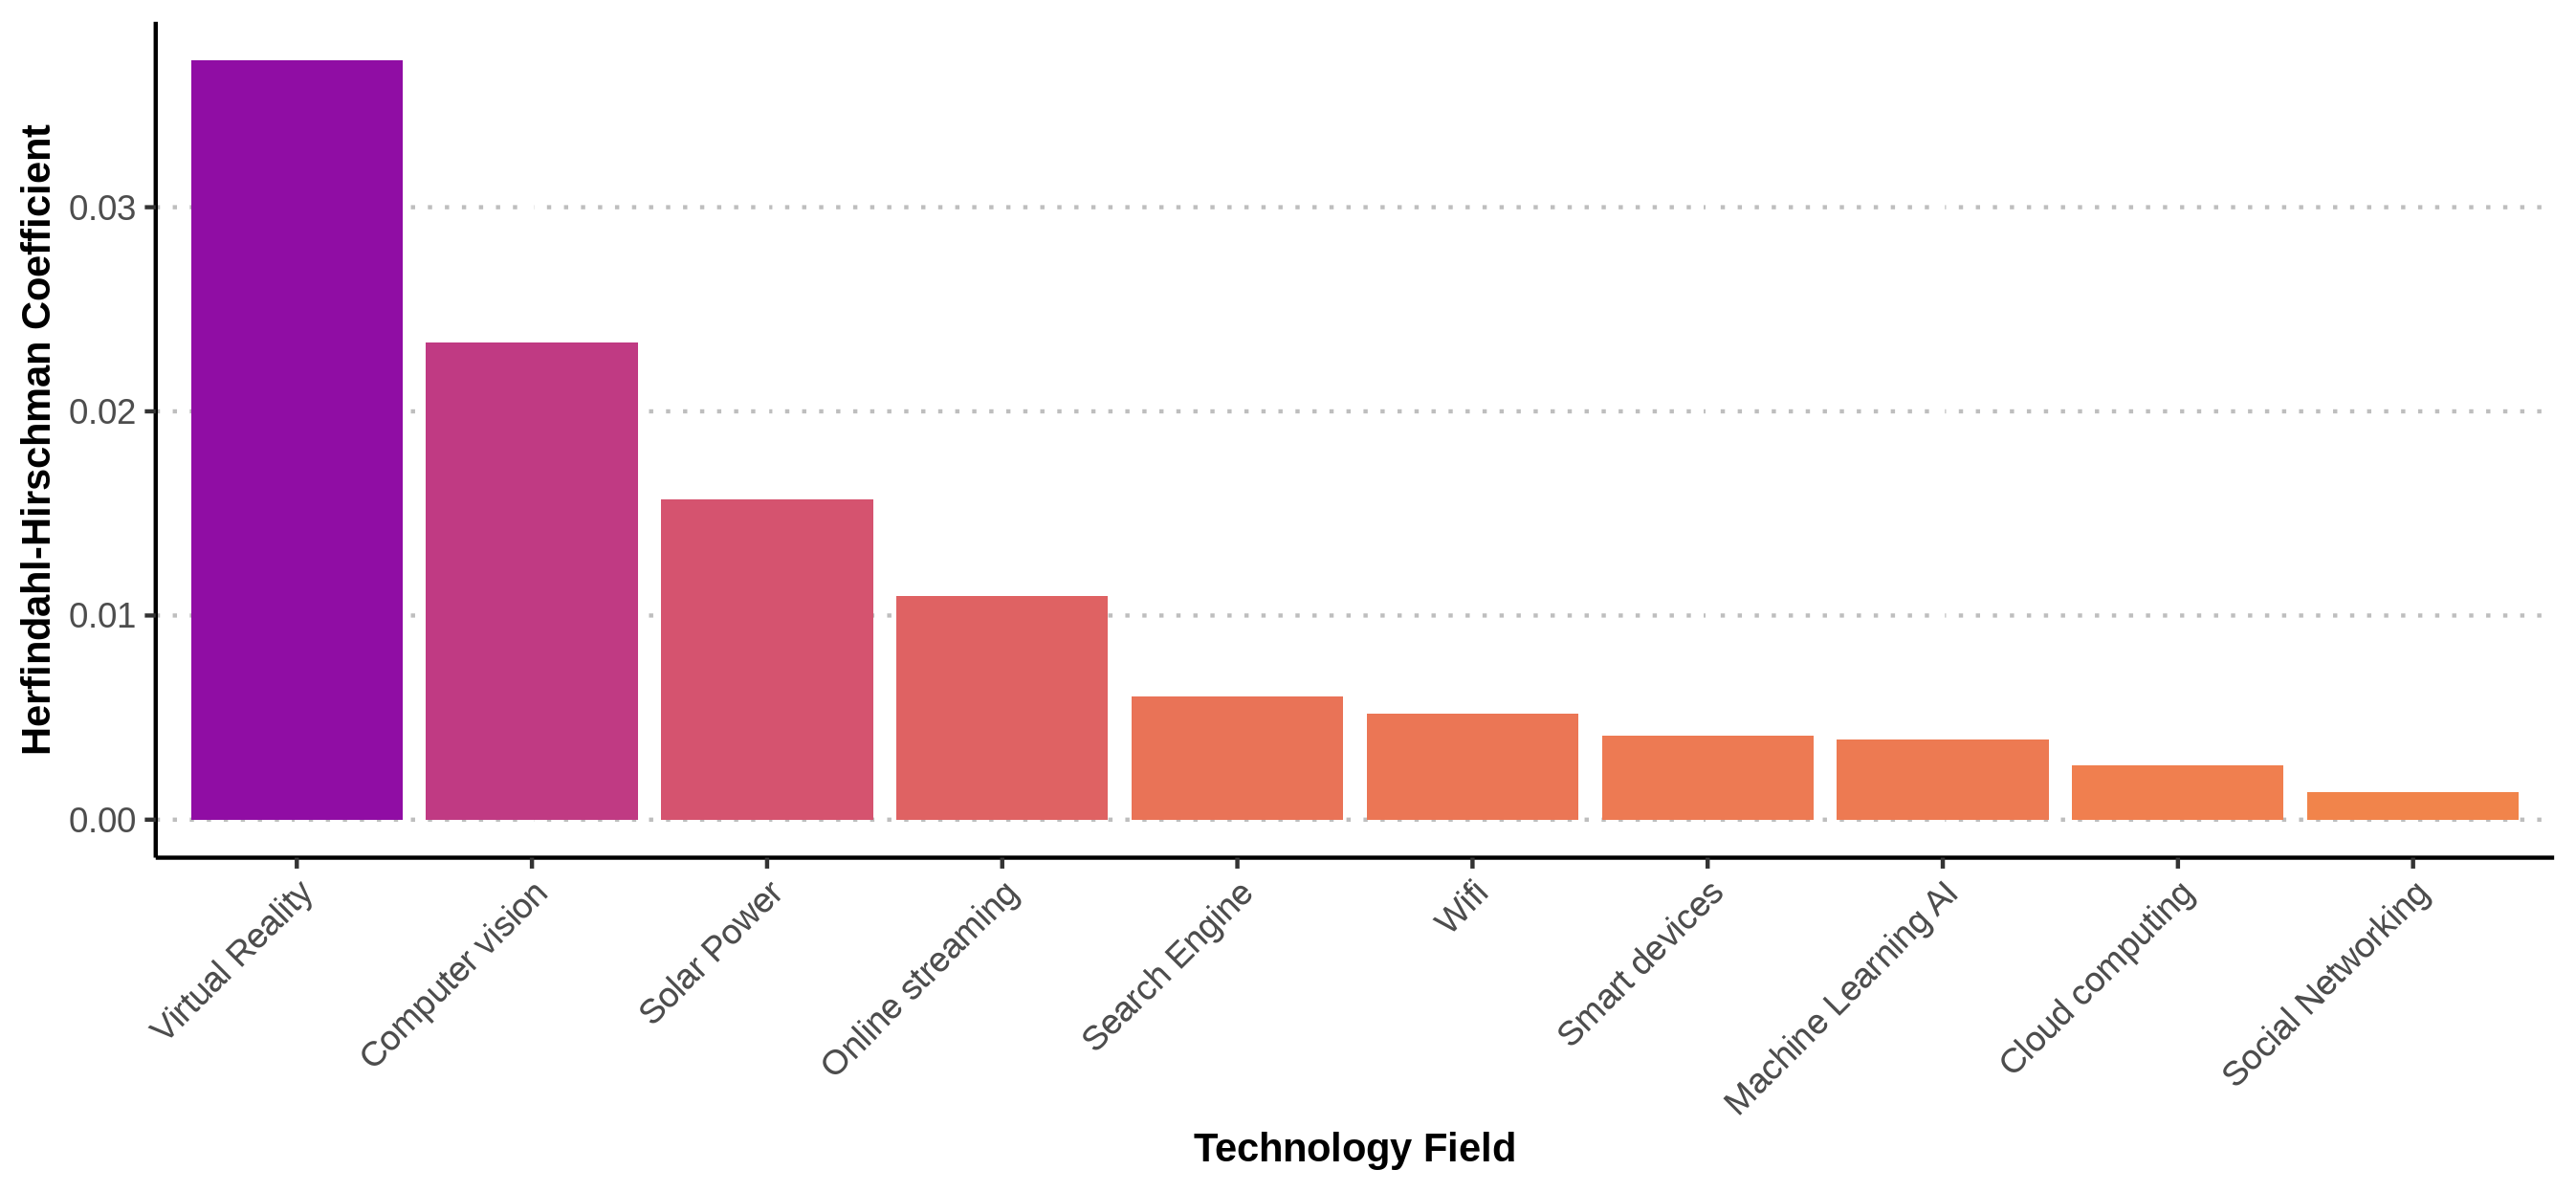 Herfindahl-Hirschman Coefficient
0.03
0.02
0.01
0.00
Virtual Reality
Computer vision
Solar Power
Online streaming
Search Engine
Wifi
Smart devices
Machine Learning AI
Cloud computing
Social Networking
Technology Field